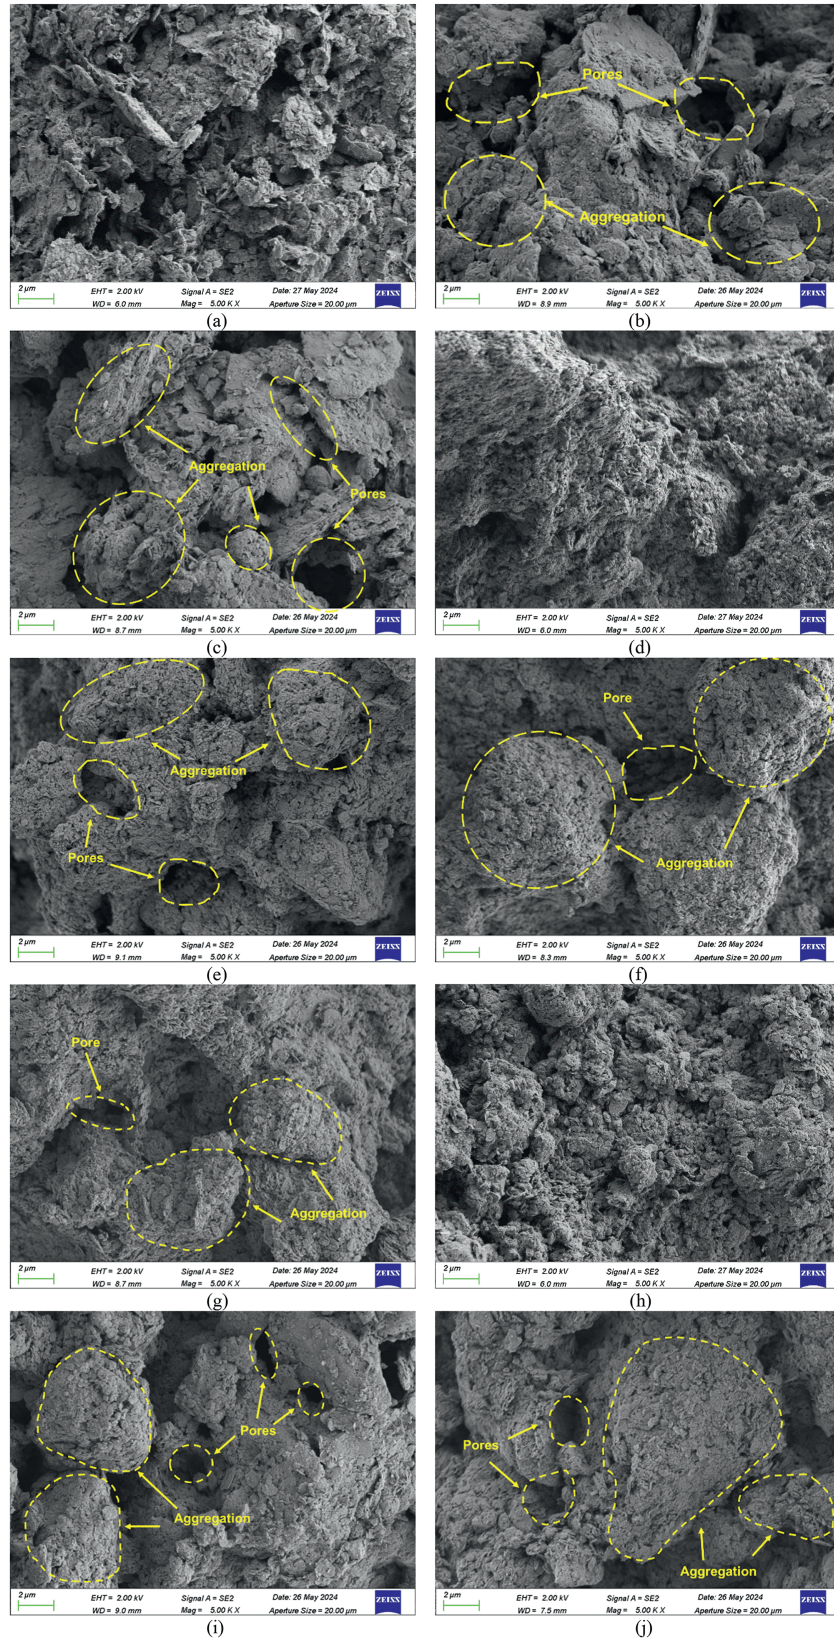 2 µm EHT = 2.00 kV Signal A = SE2 Date: 27 May 2024 ZEISS
WD = 6.0 mm Mag = 5.00 K X Aperture Size = 20.00 µm
(a)
Pores
Aggregation
2 µm EHT = 2.00 kV Signal A = SE2 Date: 26 May 2024 ZEISS
WD = 8.9 mm Mag = 5.00 K X Aperture Size = 20.00 µm
(b)
Aggregation
Pores
2 µm EHT = 2.00 kV Signal A = SE2 Date: 26 May 2024 ZEISS
WD = 8.7 mm Mag = 5.00 K X Aperture Size = 20.00 µm
(c)
2 µm EHT = 2.00 kV Signal A = SE2 Date: 27 May 2024 ZEISS
WD = 6.0 mm Mag = 5.00 K X Aperture Size = 20.00 µm
(d)
Aggregation
Pores
2 µm EHT = 2.00 kV Signal A = SE2 Date: 26 May 2024 ZEISS
WD = 9.1 mm Mag = 5.00 K X Aperture Size = 20.00 µm
(e)
Pore
Aggregation
2 µm EHT = 2.00 kV Signal A = SE2 Date: 26 May 2024 ZEISS
WD = 8.3 mm Mag = 5.00 K X Aperture Size = 20.00 µm
(f)
Pore
Aggregation
2 µm EHT = 2.00 kV Signal A = SE2 Date: 26 May 2024 ZEISS
WD = 8.7 mm Mag = 5.00 K X Aperture Size = 20.00 µm
(g)
2 µm EHT = 2.00 kV Signal A = SE2 Date: 27 May 2024 ZEISS
WD = 6.0 mm Mag = 5.00 K X Aperture Size = 20.00 µm
(h)
Pores
Aggregation
2 µm EHT = 2.00 kV Signal A = SE2 Date: 26 May 2024 ZEISS
WD = 9.0 mm Mag = 5.00 K X Aperture Size = 20.00 µm
(i)
Pores
Aggregation
2 µm EHT = 2.00 kV Signal A = SE2 Date: 26 May 2024 ZEISS
WD = 7.5 mm Mag = 5.00 K X Aperture Size = 20.00 µm
(j)